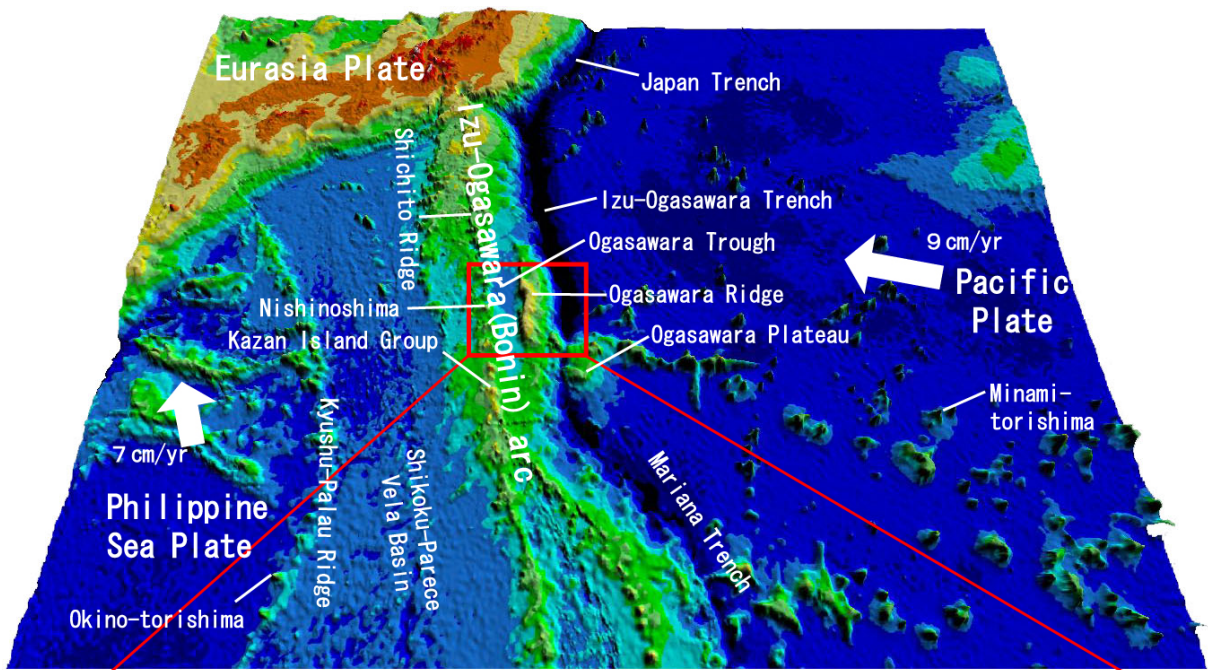 Eurasia Plate
Japan Trench
Izu-Ogasawara (Bonin) arc
Shichito Ridge
Izu-Ogasawara Trench
Ogasawara Trough
9 cm/yr
Pacific
Plate
Nishinoshima
Ogasawara Ridge
Kazan Island Group
Ogasawara Plateau
Minami-
torishima
7 cm/yr
Kyushu-Palau Ridge
Shikoku-Parece
Vela Basin
Mariana Trench
Philippine
Sea Plate
Okino-torishima